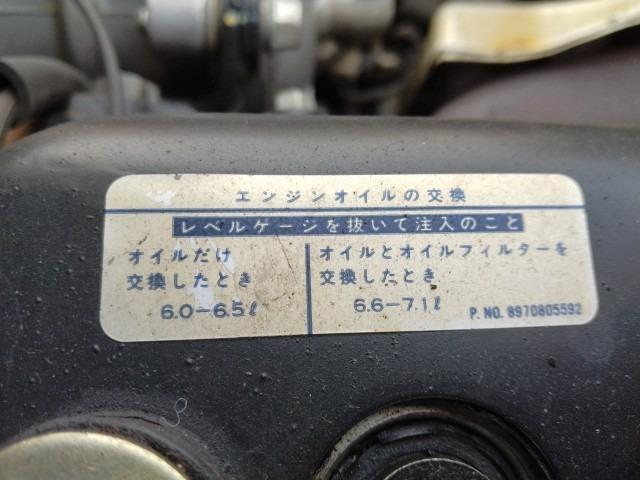 エンジンオイルの交換
レベルゲージを抜いて注入のこと
オイルだけ
交換したとき
6.0-6.5ℓ
オイルとオイルフィルターを
交換したとき
6.6-7.1ℓ
P. NO. 8970805592